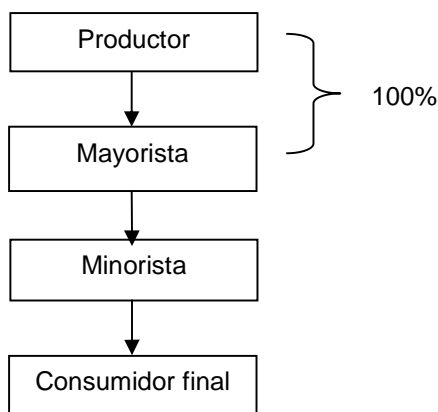 Productor
100%
Mayorista
Minorista
Consumidor final